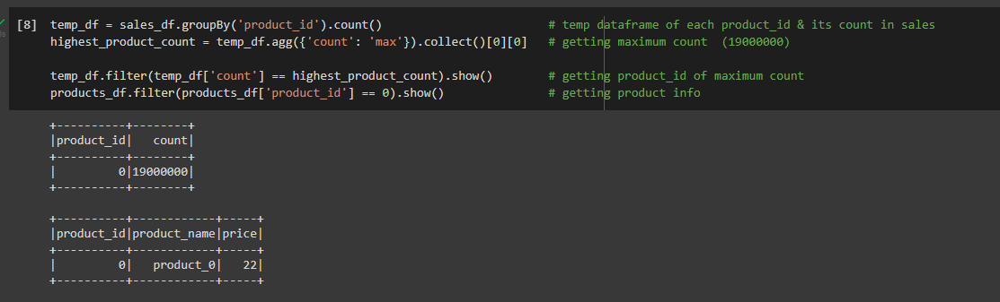 [8] temp_df = sales_df.groupBy('product_id').count() # temp dataframe of each product_id & its count in sales
highest_product_count = temp_df.agg({'count': 'max'}).collect()[0][0] # getting maximum count (19000000)
temp_df.filter(temp_df['count'] == highest_product_count).show() # getting product_id of maximum count
products_df.filter(products_df['product_id'] == 0).show() # getting product info
+----------+--------+
|product_id|   count|
+----------+--------+
|         0|19000000|
+----------+--------+
+----------+------------+-----+
|product_id|product_name|price|
+----------+------------+-----+
|         0|   product_0|   22|
+----------+------------+-----+